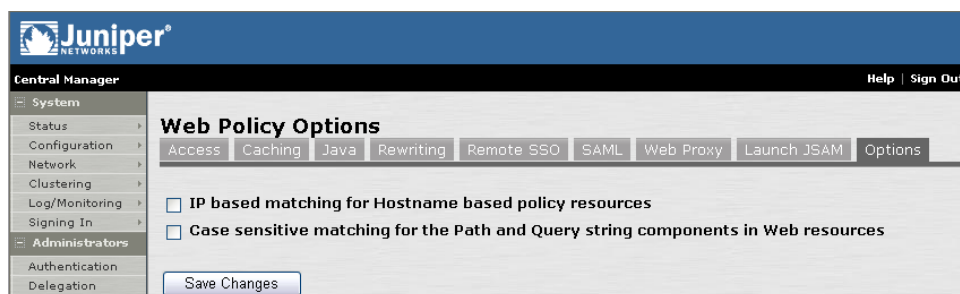 Juniper®
NETWORKS
Central Manager
Help | Sign Out
System
Status
Configuration
Network
Clustering
Log/Monitoring
Signing In
Administrators
Authentication
Delegation
Web Policy Options
Access Caching Java Rewriting Remote SSO SAML Web Proxy Launch JSAM Options
IP based matching for Hostname based policy resources
Case sensitive matching for the Path and Query string components in Web resources
Save Changes